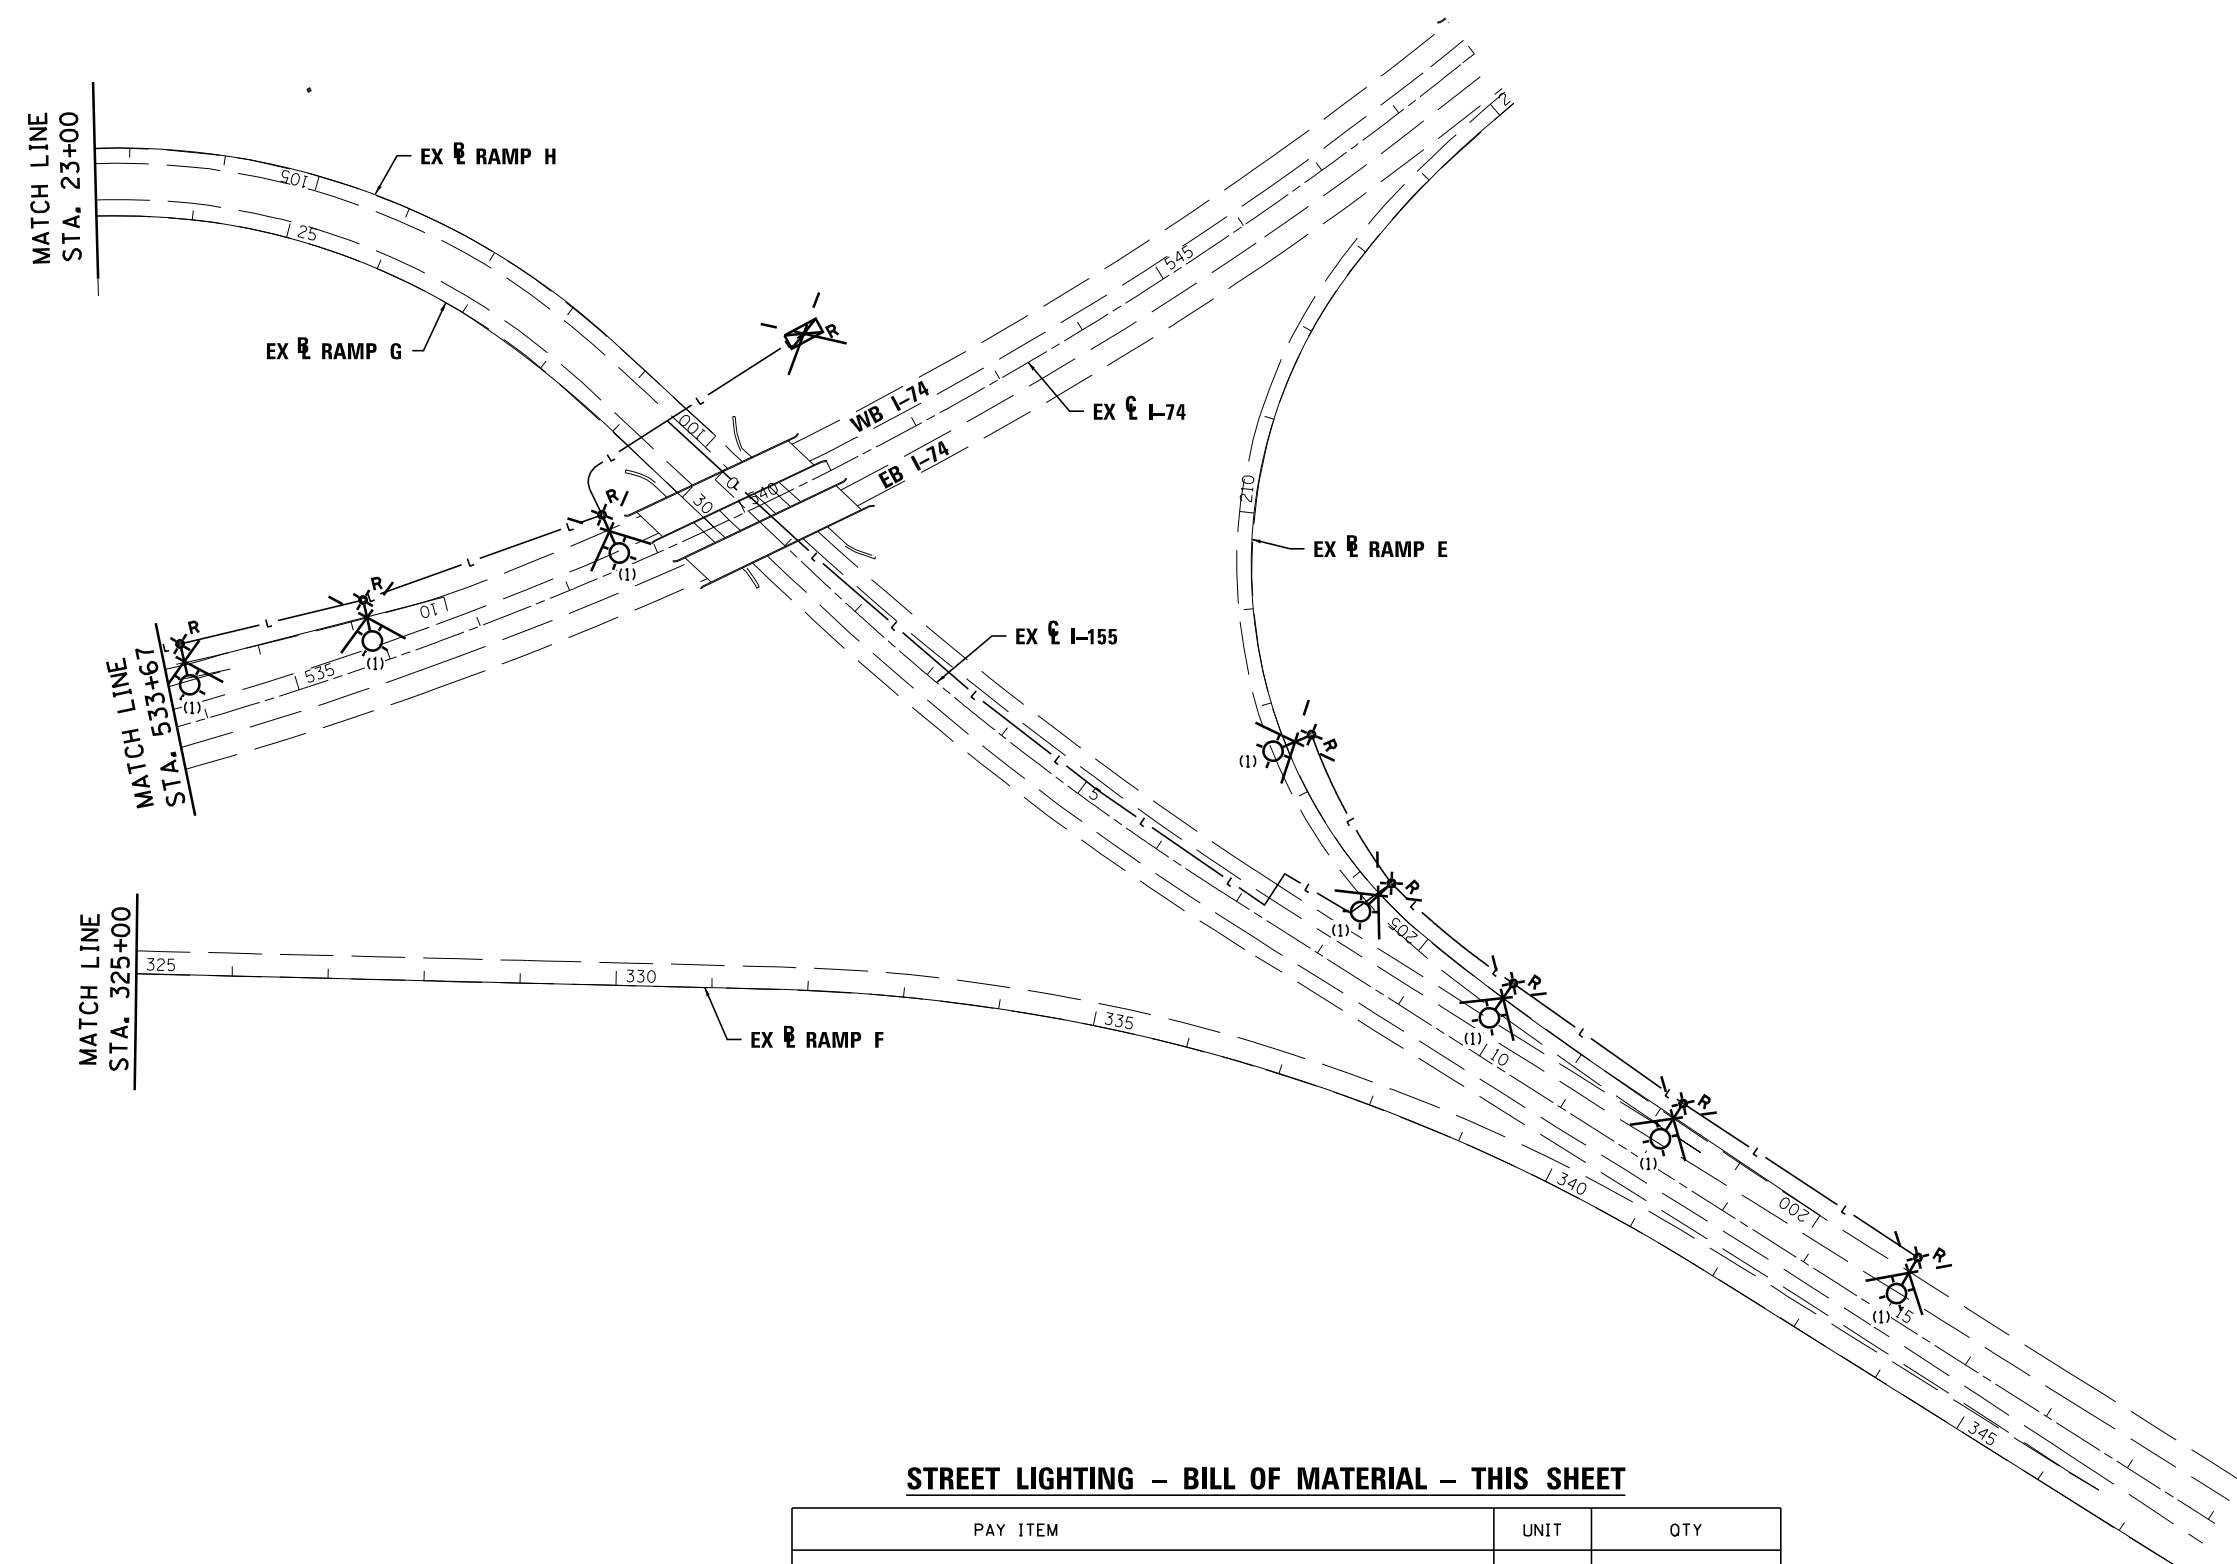 MATCH LINE
STA. 23+00
EX ⅊ RAMP H
105
25
EX ⅊ RAMP G
R
L
100
WB I-74
EB I-74
EX ℄ I-74
545
2
540
0
30
R
L
L
(1)
R
L
10
(1)
R
L
(1)
535
MATCH LINE
STA. 533+67
210
EX ⅊ RAMP E
EX ℄ I-155
L
L
L
L
5
L
L
L
(1)
R
L
(1)
R
L
205
MATCH LINE
STA. 325+00
325
330
EX ⅊ RAMP F
335
(1)
R
L
10
L
(1)
R
L
L
340
200
L
R
(1)
15
345
STREET LIGHTING – BILL OF MATERIAL – THIS SHEET
PAY ITEM UNIT QTY